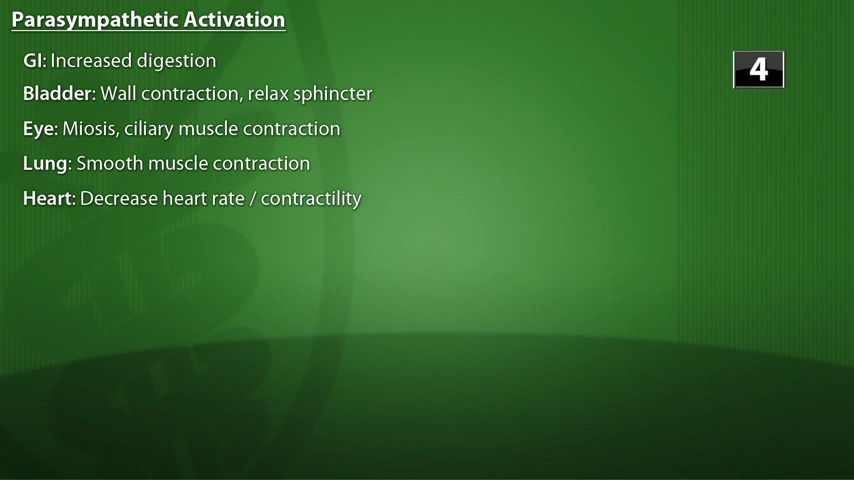 Parasympathetic Activation
GI: Increased digestion
4
Bladder: Wall contraction, relax sphincter
Eye: Miosis, ciliary muscle contraction
Lung: Smooth muscle contraction
Heart: Decrease heart rate / contractility